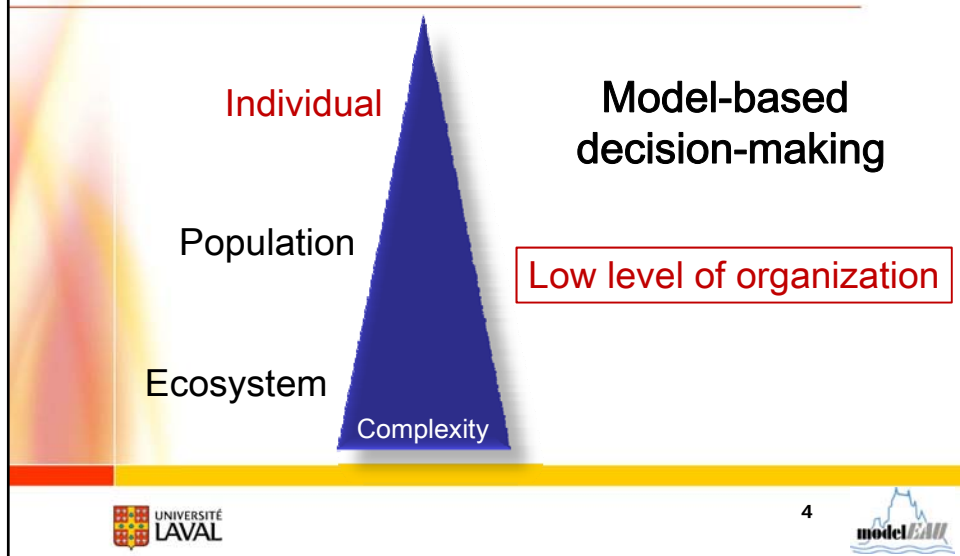 Individual
Model-based
decision-making
Population
Low level of organization
Ecosystem
Complexity
UNIVERSITÉ
LAVAL
4
modelEAU